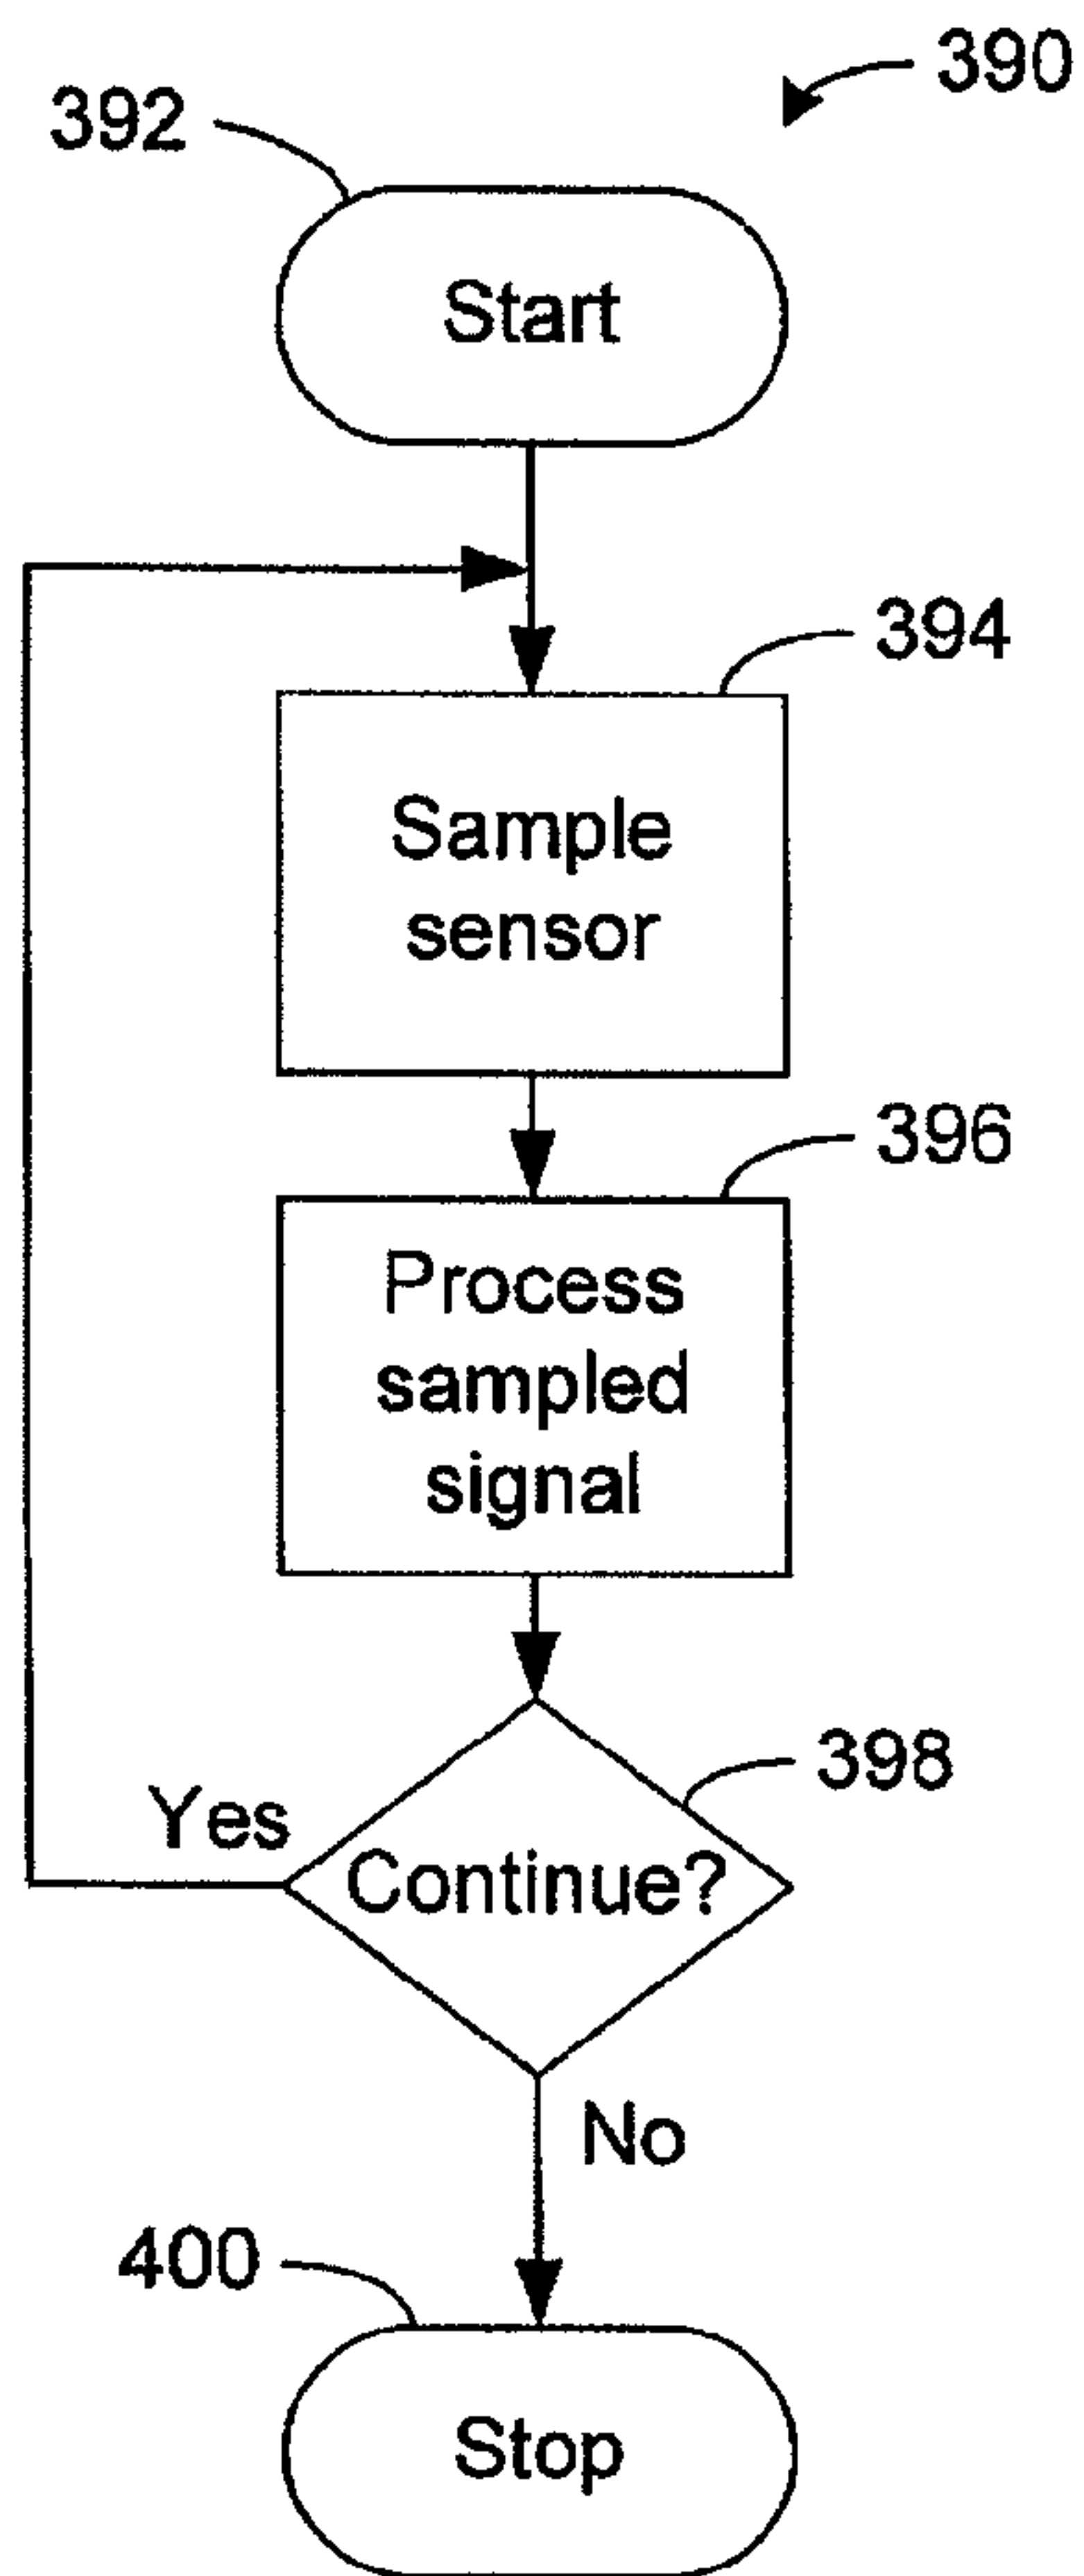 390
392
Start
394
Sample
sensor
396
Process
sampled
signal
398
Yes
Continue?
No
400
Stop